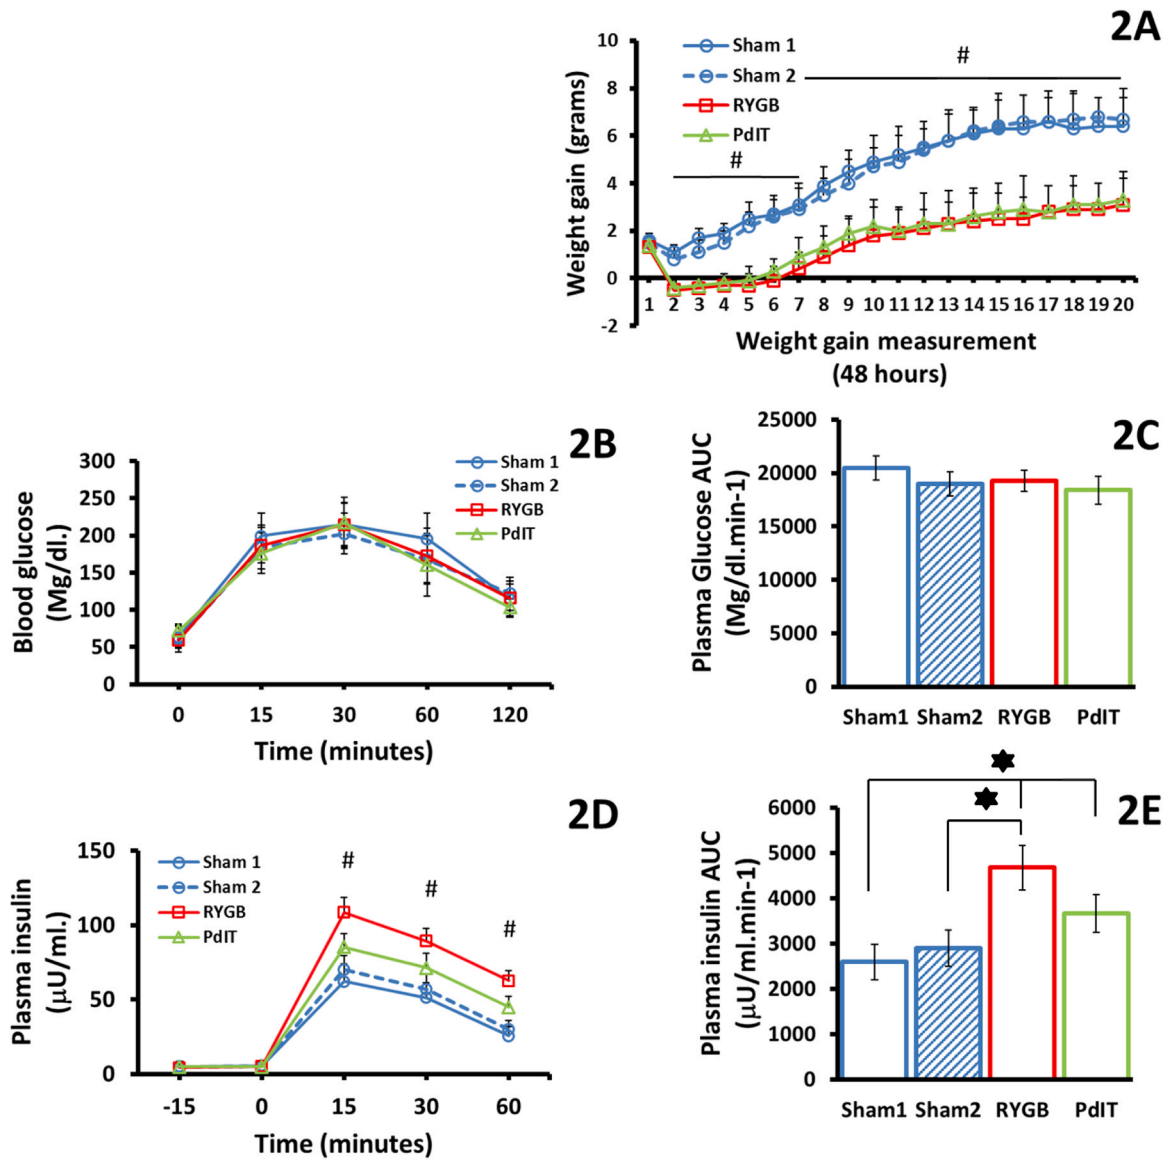 2A
10
8
6
4
2
0
-2
Weight gain (grams)
Sham 1
Sham 2
RYGB
PdIT
#
#
1 2 3 4 5 6 7 8 9 10 11 12 13 14 15 16 17 18 19 20
Weight gain measurement
(48 hours)
2B
300
250
200
150
100
50
0
Blood glucose
(Mg/dl.)
Sham 1
Sham 2
RYGB
PdIT
0 15 30 60 120
Time (minutes)
2C
25000
20000
15000
10000
5000
0
Plasma Glucose AUC
(Mg/dl.min-1)
Sham1 Sham2 RYGB PdIT
2D
150
100
50
0
Plasma insulin
(µU/ml.)
Sham 1
Sham 2
RYGB
PdIT
# # #
-15 0 15 30 60
Time (minutes)
2E
6000
5000
4000
3000
2000
1000
0
Plasma insulin AUC
(µU/ml.min-1)
Sham1 Sham2 RYGB PdIT